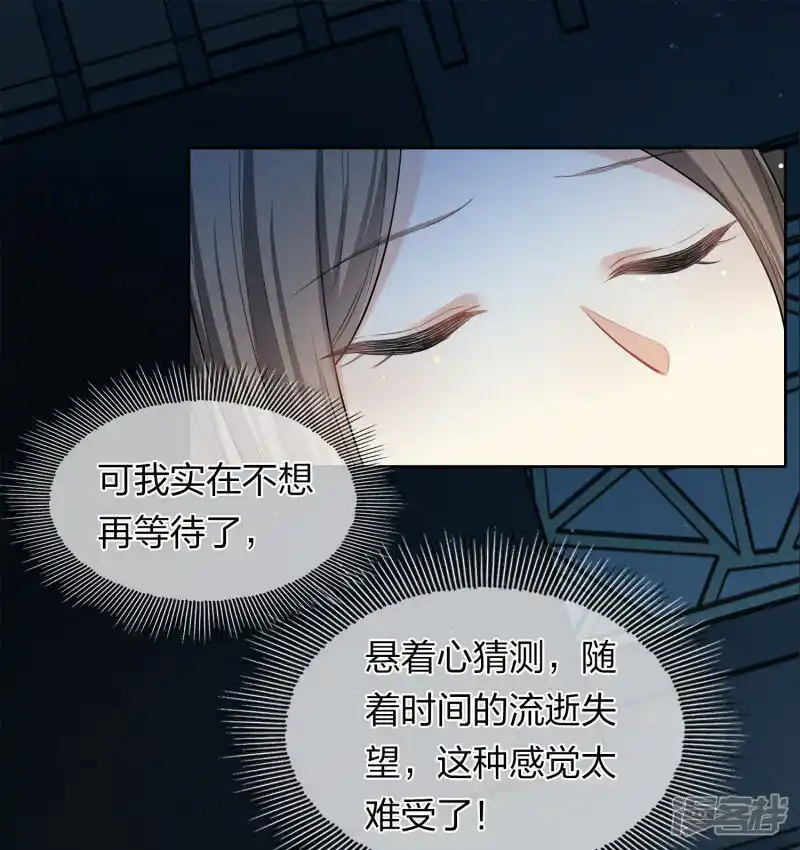 可我实在不想
再等待了，
悬着心猜测，随
着时间的流逝失
望，这种感觉太
难受了！
漫客栈